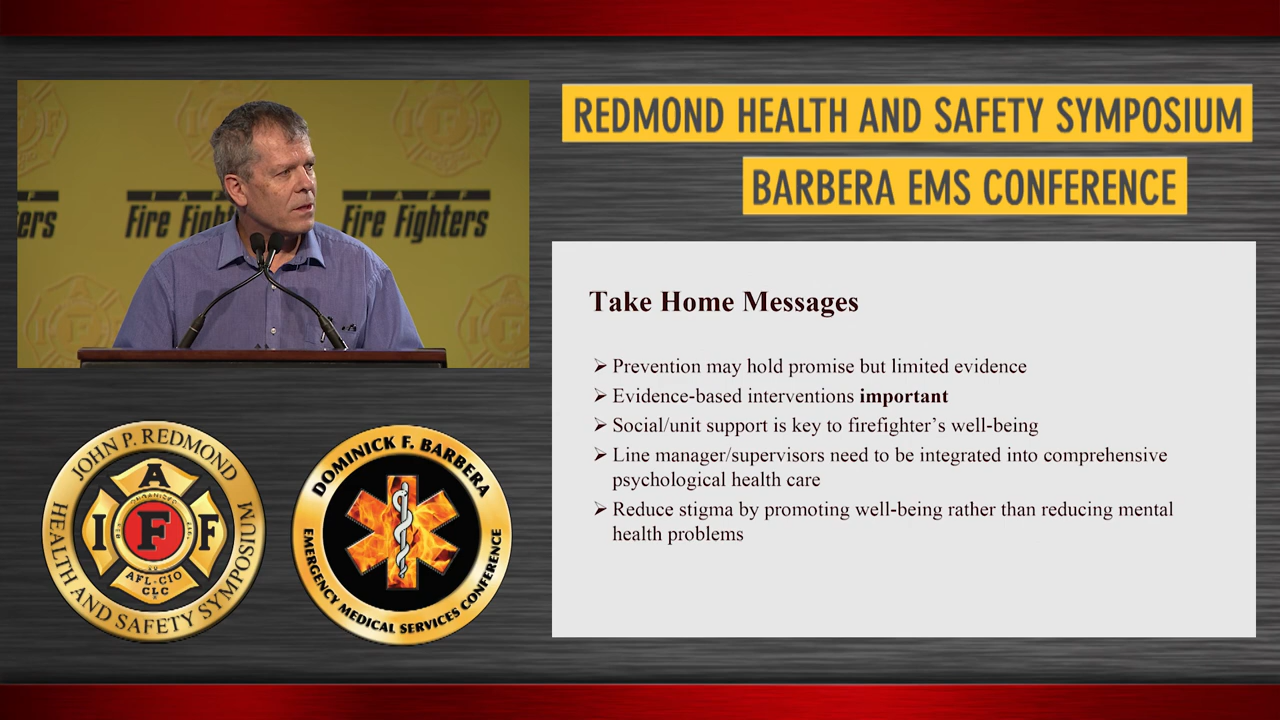 REDMOND HEALTH AND SAFETY SYMPOSIUM
BARBERA EMS CONFERENCE
IAFF
Fire Fighters
IAFF
Fire Fighters
Take Home Messages
➢ Prevention may hold promise but limited evidence
➢ Evidence-based interventions important
➢ Social/unit support is key to firefighter's well-being
➢ Line manager/supervisors need to be integrated into comprehensive
psychological health care
➢ Reduce stigma by promoting well-being rather than reducing mental
health problems
JOHN P. REDMOND
HEALTH AND SAFETY SYMPOSIUM
A
I F F
AFL-CIO
CLC
DOMINICK F. BARBERA
EMERGENCY MEDICAL SERVICES CONFERENCE